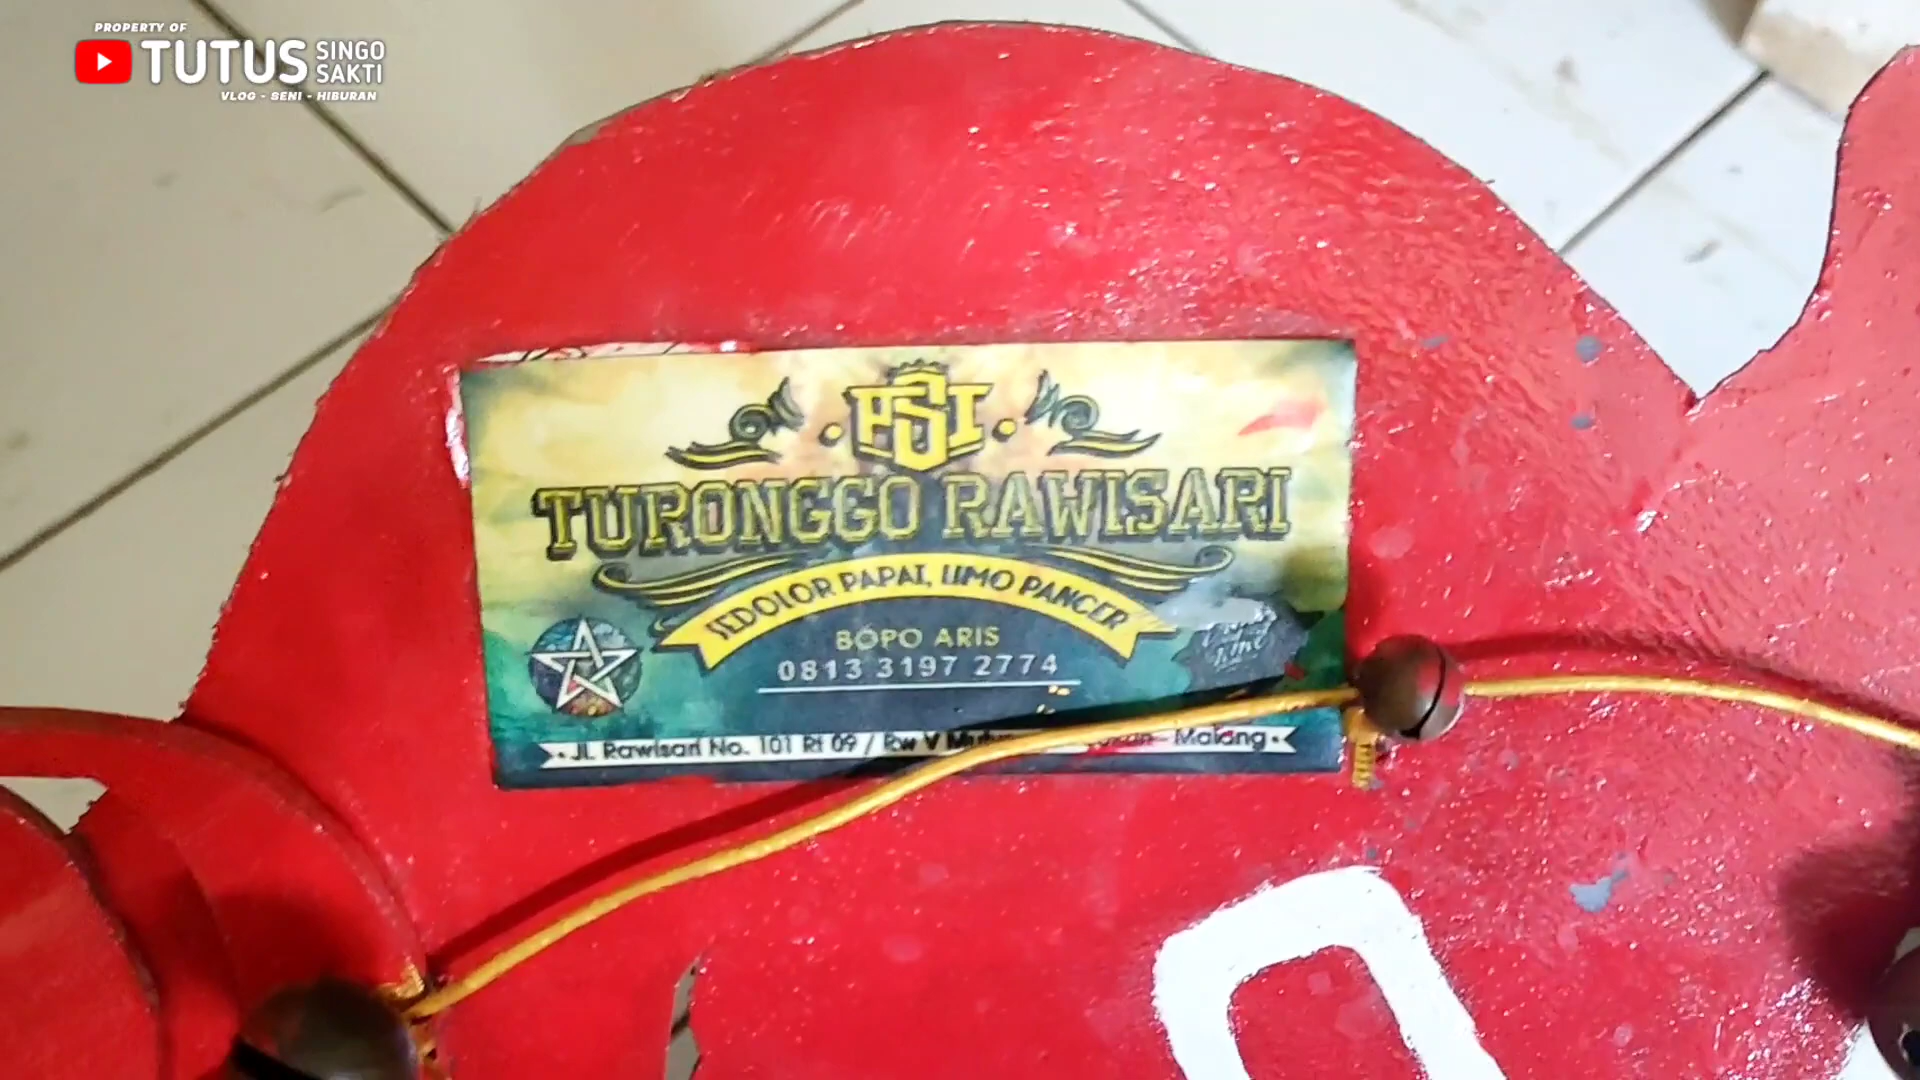 PROPERTY OF
TUTUS SINGO SAKTI
VLOG - SENI - HIBURAN
PSI
TURONGGO RAWISARI
SEDOLOR PAPAT, LIMO PANCER
BOPO ARIS
0813 3197 2774
• Jl. Rawisari No. 101 Rt 09 / Rw V Malang •